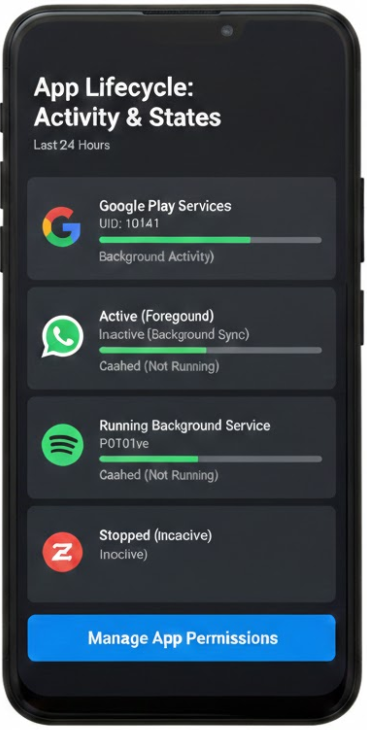 App Lifecycle:
Activity & States
Last 24 Hours
Google Play Services
UID: 10141
Background Activity)
Active (Foregound)
Inactive (Background Sync)
Caahed (Not Running)
Running Background Service
P0T01ye
Caahed (Not Running)
Stopped (Incacive)
Inoclive)
Manage App Permissions